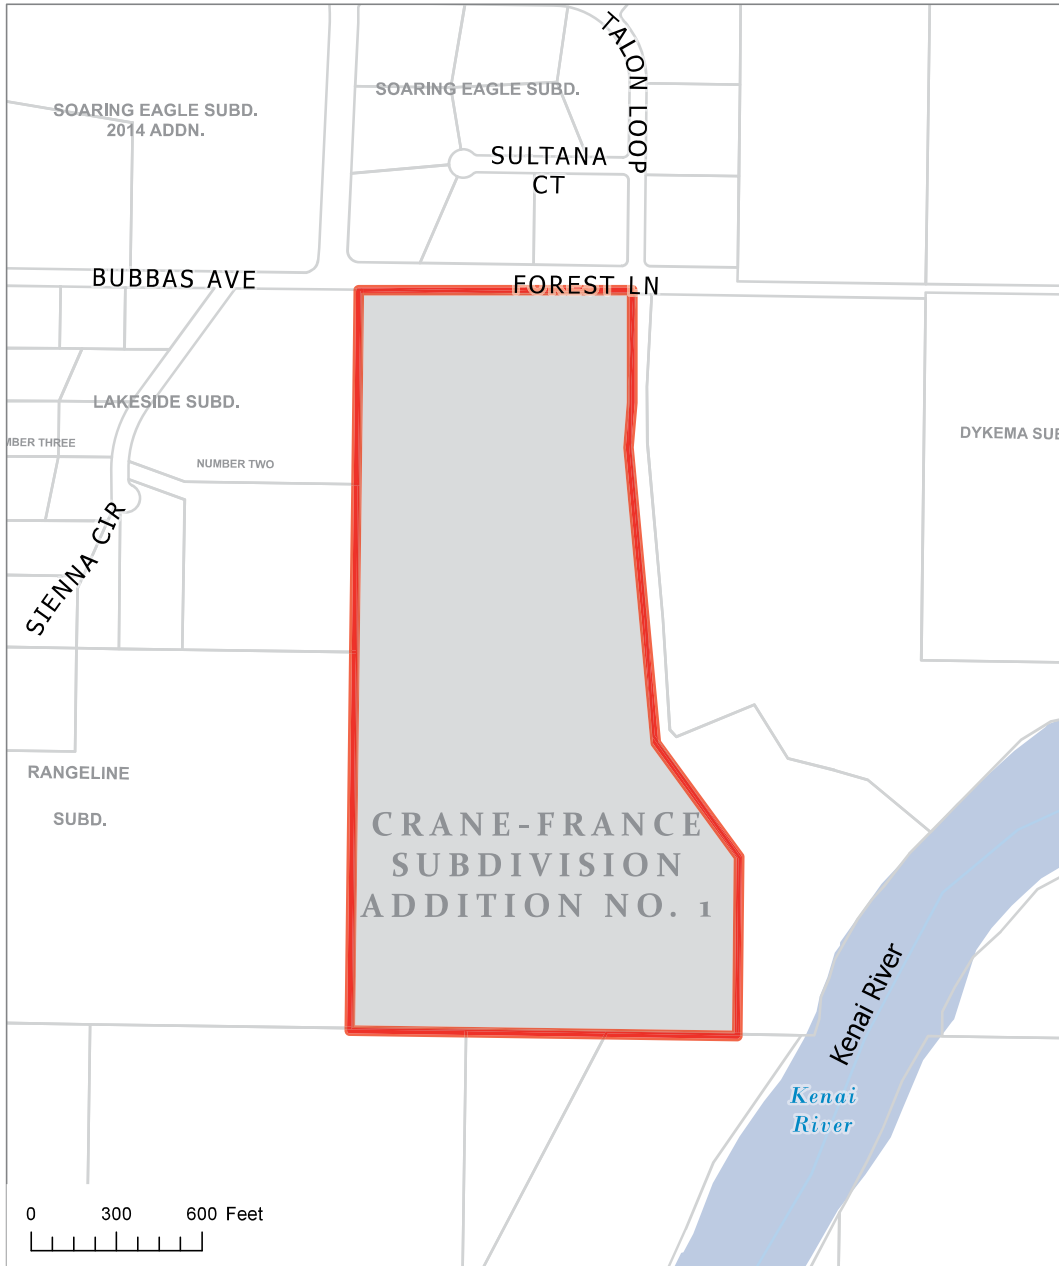 TALON LOOP
SOARING EAGLE SUBD.
SOARING EAGLE SUBD.
2014 ADDN.
SULTANA
CT
BUBBAS AVE
FOREST LN
LAKESIDE SUBD.
DYKEMA SUB
MBER THREE
NUMBER TWO
SIENNA CIR
RANGELINE
SUBD.
CRANE-FRANCE
SUBDIVISION
ADDITION NO. 1
Kenai River
Kenai
River
0 300 600 Feet